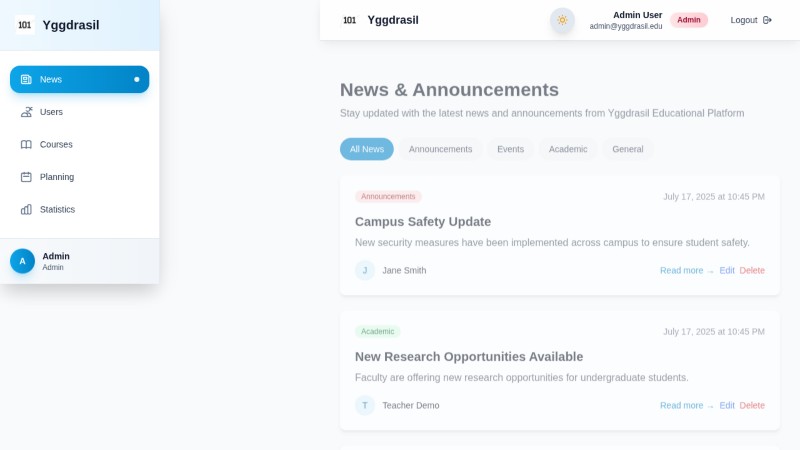 101 Yggdrasil
News
Users
Courses
Planning
Statistics
A
Admin
Admin
101 Yggdrasil
Admin User
admin@yggdrasil.edu
Admin
Logout
News & Announcements
Stay updated with the latest news and announcements from Yggdrasil Educational Platform
All News Announcements Events Academic General
Announcements July 17, 2025 at 10:45 PM
Campus Safety Update
New security measures have been implemented across campus to ensure student safety.
J Jane Smith Read more → Edit Delete
Academic July 17, 2025 at 10:45 PM
New Research Opportunities Available
Faculty are offering new research opportunities for undergraduate students.
T Teacher Demo Read more → Edit Delete